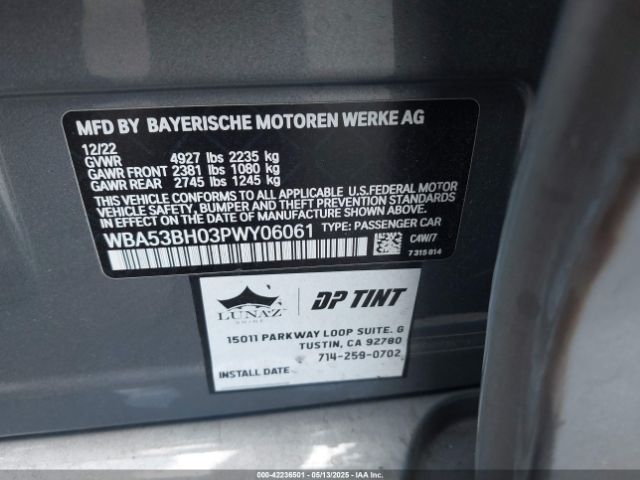 MFD BY BAYERISCHE MOTOREN WERKE AG
12/22
GVWR 4927 lbs 2235 kg
GAWR FRONT 2381 lbs 1080 kg
GAWR REAR 2745 lbs 1245 kg
THIS VEHICLE CONFORMS TO ALL APPLICABLE U.S.FEDERAL MOTOR
VEHICLE SAFETY, BUMPER, AND THEFT PREVENTION STANDARDS
IN EFFECT ON THE DATE OF MANUFACTURE SHOWN ABOVE.
WBA53BH03PWY06061 TYPE: PASSENGER CAR
C4W/7
7 315 014
LUNAZ
SHINE
DP TINT
15011 PARKWAY LOOP SUITE. G
TUSTIN, CA 92780
714-259-0702
INSTALL DATE
000-42236501 - 05/13/2025 - IAA Inc.